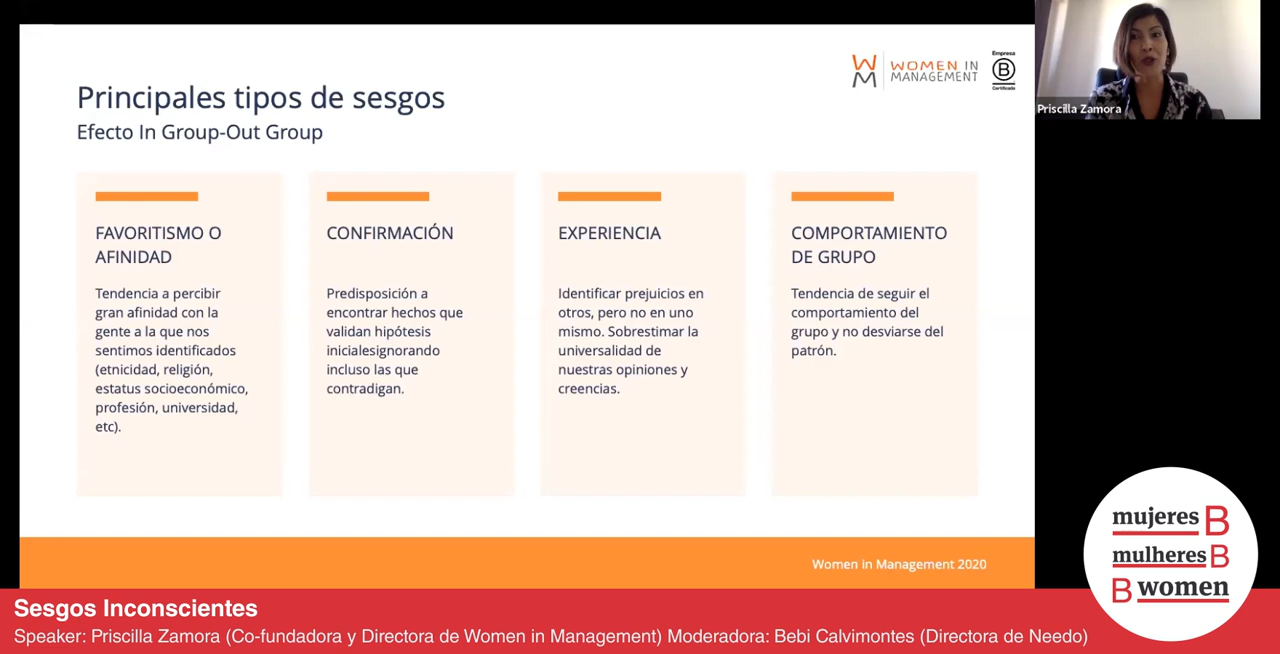 Principales tipos de sesgos
Efecto In Group-Out Group
WM
WOMEN IN
MANAGEMENT
Empresa
B
Certificada
Priscilla Zamora
FAVORITISMO O
AFINIDAD
Tendencia a percibir
gran afinidad con la
gente a la que nos
sentimos identificados
(etnicidad, religión,
estatus socioeconómico,
profesión, universidad,
etc).
CONFIRMACIÓN
Predisposición a
encontrar hechos que
validan hipótesis
inicialesignorando
incluso las que
contradigan.
EXPERIENCIA
Identificar prejuicios en
otros, pero no en uno
mismo. Sobrestimar la
universalidad de
nuestras opiniones y
creencias.
COMPORTAMIENTO
DE GRUPO
Tendencia de seguir el
comportamiento del
grupo y no desviarse del
patrón.
Women in Management 2020
mujeres B
mulheres B
B women
Sesgos Inconscientes
Speaker: Priscilla Zamora (Co-fundadora y Directora de Women in Management) Moderadora: Bebi Calvimontes (Directora de Needo)